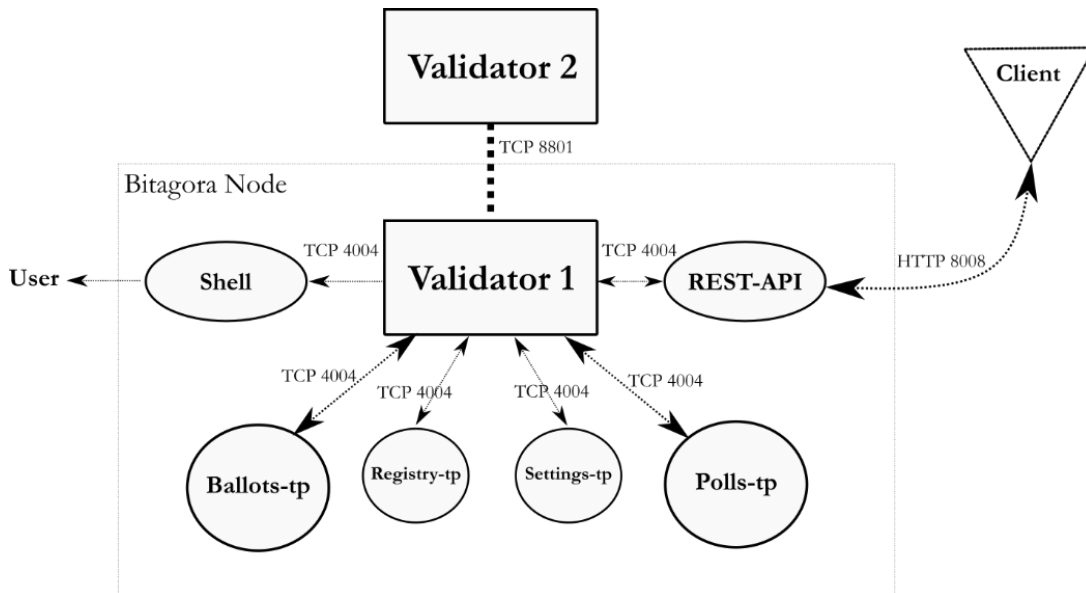 Validator 2
Client
TCP 8801
Bitagora Node
TCP 4004
TCP 4004
HTTP 8008
User
Shell
Validator 1
REST-API
TCP 4004
TCP 4004
TCP 4004
TCP 4004
Ballots-tp
Registry-tp
Settings-tp
Polls-tp